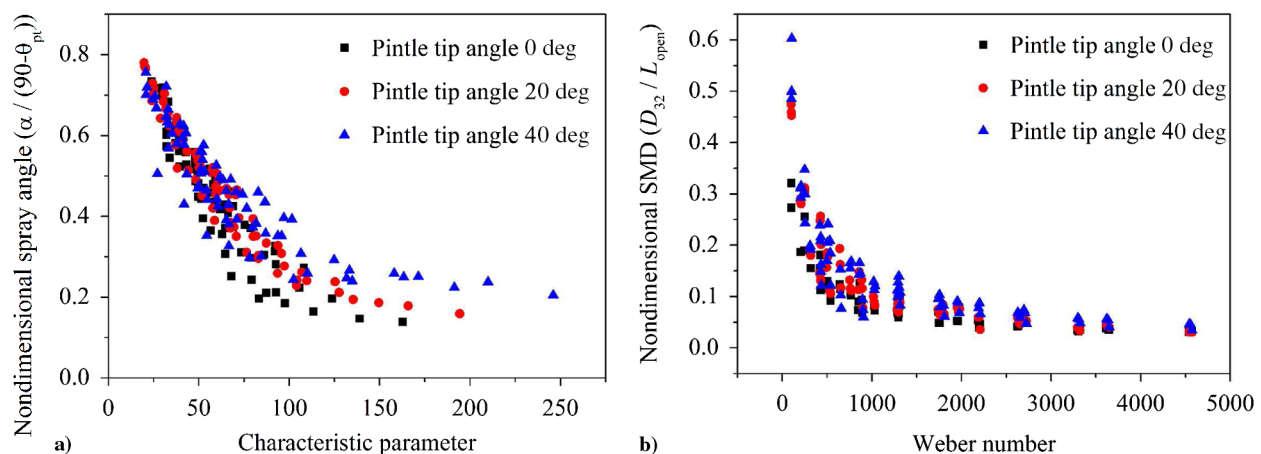 Nondimensional spray angle (α / (90-θpt))
0.8
0.6
0.4
0.2
0.0
Pintle tip angle 0 deg
Pintle tip angle 20 deg
Pintle tip angle 40 deg
0 50 100 150 200 250
a) Characteristic parameter
Nondimensional SMD (D32 / Lopen)
0.6
0.5
0.4
0.3
0.2
0.1
0.0
Pintle tip angle 0 deg
Pintle tip angle 20 deg
Pintle tip angle 40 deg
0 1000 2000 3000 4000 5000
b) Weber number